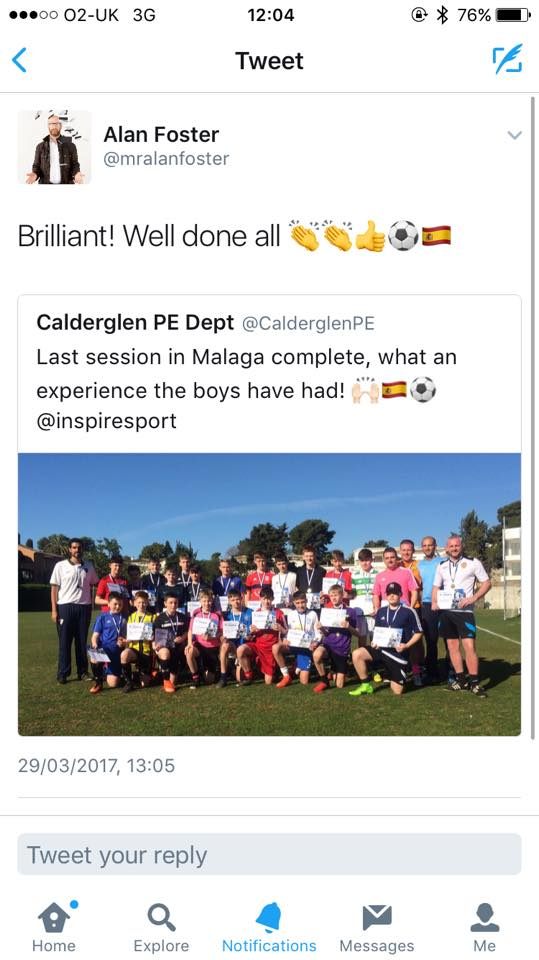 O2-UK 3G 12:04 76%
Tweet
Alan Foster
@mralanfoster
Brilliant! Well done all 👏👏👍⚽🇪🇸
Calderglen PE Dept @CalderglenPE
Last session in Malaga complete, what an
experience the boys have had! 🙌🏻🇪🇸⚽
@inspiresport
29/03/2017, 13:05
Tweet your reply
Home Explore Notifications Messages Me